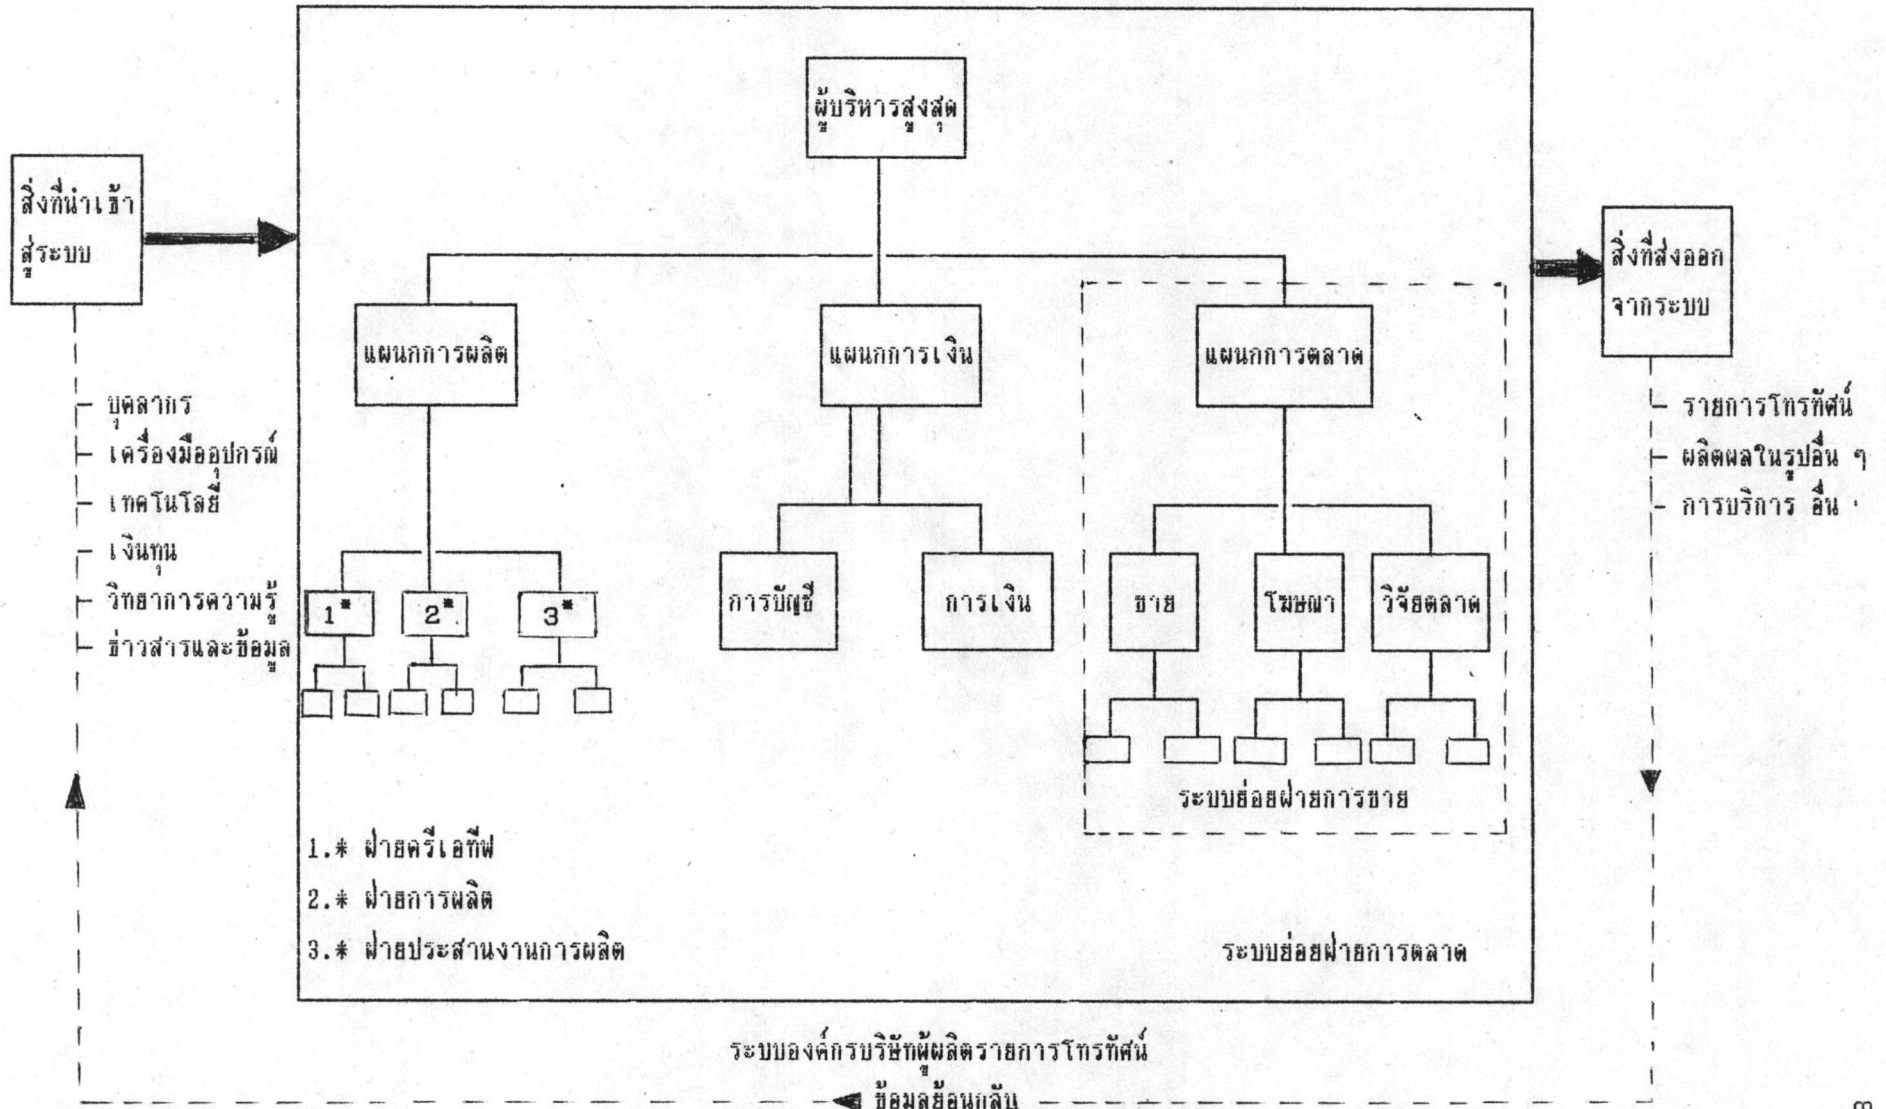 ผู้บริหารสูงสุด
สิ่งที่นำเข้า
สู่ระบบ
สิ่งที่ส่งออก
จากระบบ
แผนกการผลิต
แผนกการเงิน
แผนกการตลาด
- บุคลากร
- เครื่องมืออุปกรณ์
- เทคโนโลยี
- เงินทุน
- วิทยาการความรู้
- ข่าวสารและข้อมูล
- รายการโทรทัศน์
- ผลิตผลในรูปอื่น ๆ
- การบริการ อื่น
1*
2*
3*
การบัญชี
การเงิน
ขาย
โฆษณา
วิจัยตลาด
ระบบย่อยฝ่ายการขาย
1.* ฝ่ายครีเอทีฟ
2.* ฝ่ายการผลิต
3.* ฝ่ายประสานงานการผลิต
ระบบย่อยฝ่ายการตลาด
ระบบองค์กรบริษัทผู้ผลิตรายการโทรทัศน์
ข้อมูลย้อนกลับ